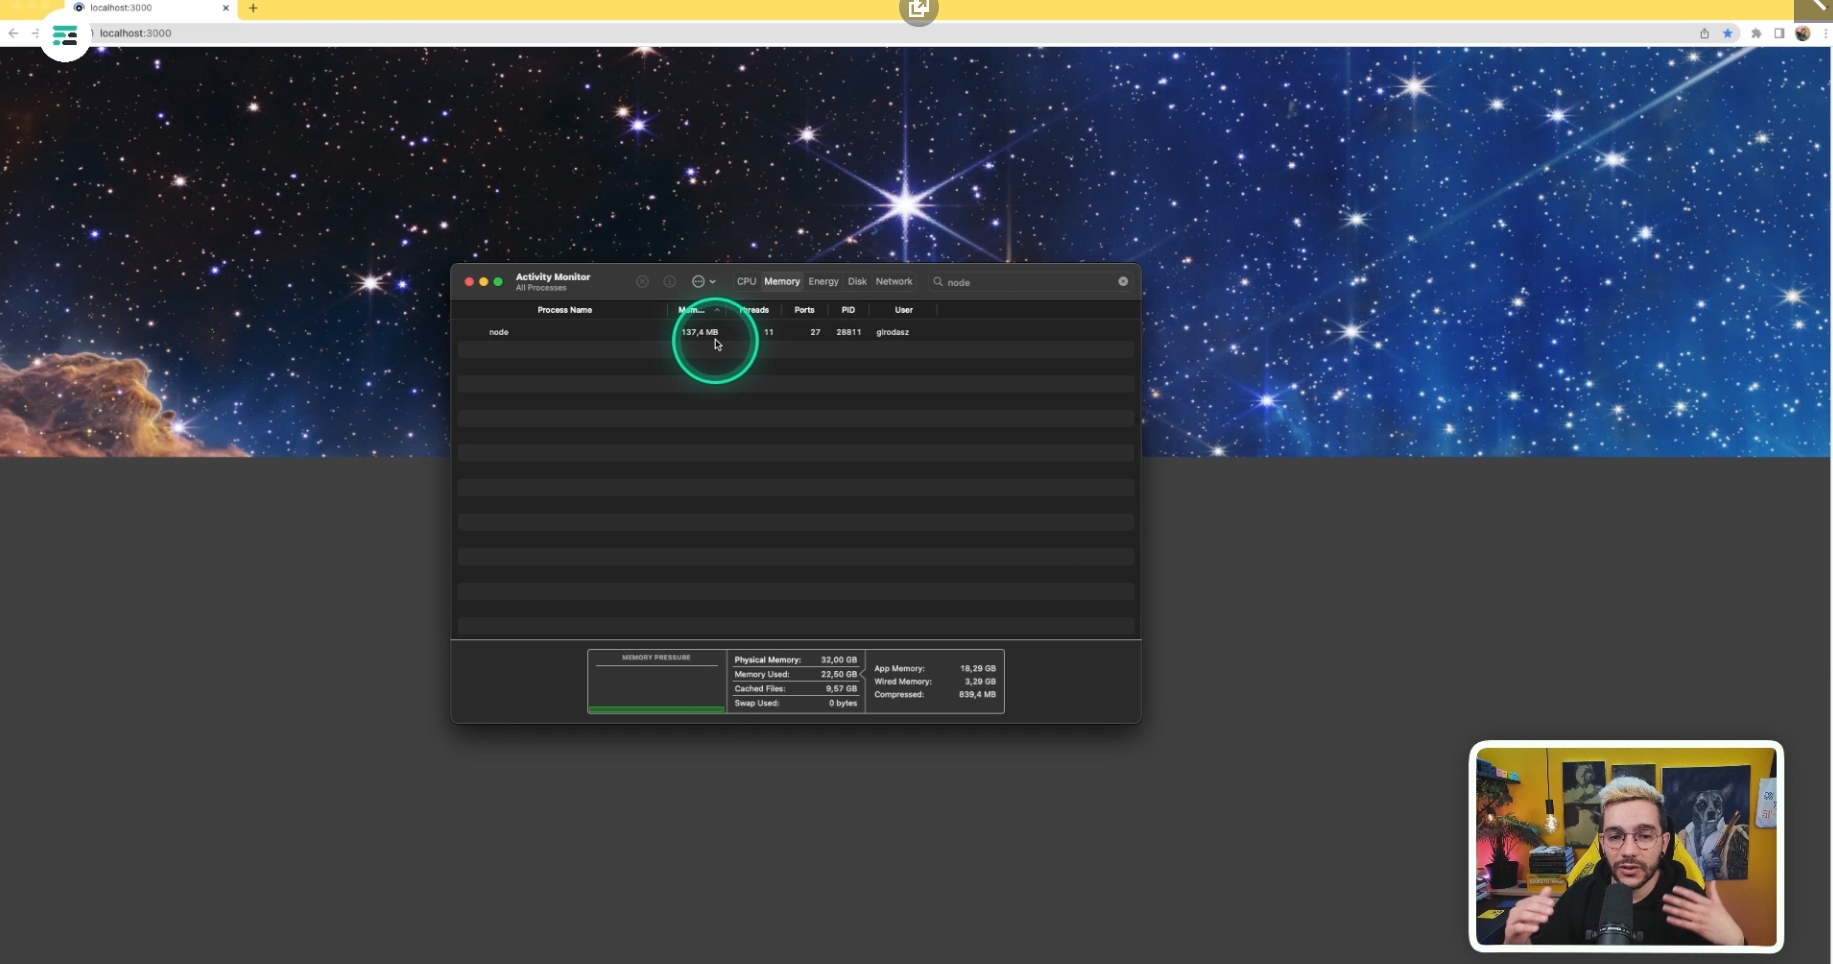 localhost:3000
localhost:3000
Activity Monitor
All Processes
CPU Memory Energy Disk Network
node
Process Name Mem... Threads Ports PID User
node 137,4 MB 11 27 28811 girodasz
MEMORY PRESSURE
Physical Memory: 32,00 GB
Memory Used: 22,50 GB
Cached Files: 9,57 GB
Swap Used: 0 bytes
App Memory: 18,29 GB
Wired Memory: 3,29 GB
Compressed: 839,4 MB